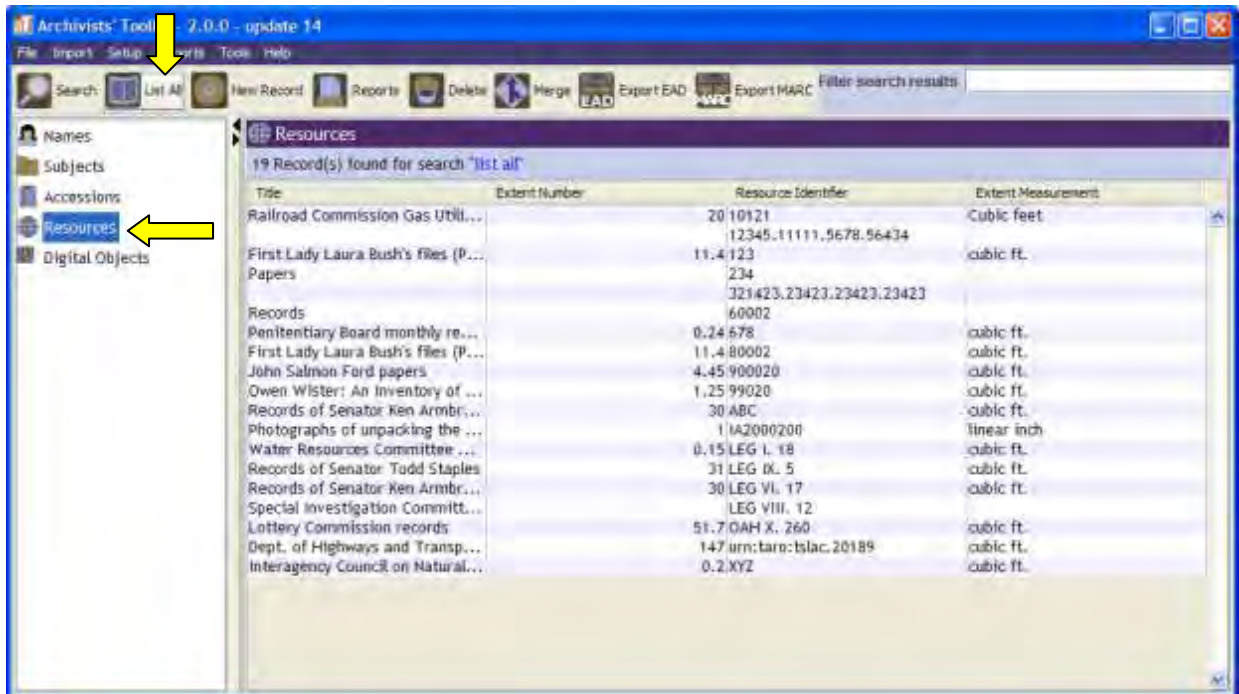 Archivists' Toolkit - 2.0.0 - update 14
File Import Setup Reports Tools Help
Search List All New Record Reports Delete Merge EAD Export EAD Export MARC Filter search results
Names
Subjects
Accessions
Resources
Digital Objects
Resources
19 Record(s) found for search "list all"
Title Extent Number Resource Identifier Extent Measurement
Railroad Commission Gas Utili... 20 10121 Cubic feet
12345.11111.5678.56434
First Lady Laura Bush's files (P... 11.4 123 cubic ft.
Papers 234
321423.23423.23423.23423
Records 60002
Penitentiary Board monthly re... 0.24 678 cubic ft.
First Lady Laura Bush's files (P... 11.4 80002 cubic ft.
John Salmon Ford papers 4.45 900020 cubic ft.
Owen Wister: An Inventory of ... 1.25 99020 cubic ft.
Records of Senator Ken Armbr... 30 ABC cubic ft.
Photographs of unpacking the ... 1 IA2000200 linear inch
Water Resources Committee ... 0.15 LEG I. 18 cubic ft.
Records of Senator Todd Staples 31 LEG IX. 5 cubic ft.
Records of Senator Ken Armbr... 30 LEG VI. 17 cubic ft.
Special Investigation Committ... LEG VIII. 12
Lottery Commission records 51.7 OAH X. 260 cubic ft.
Dept. of Highways and Transp... 147 urn:taro:tslac.20189 cubic ft.
Interagency Council on Natural... 0.2 XYZ cubic ft.